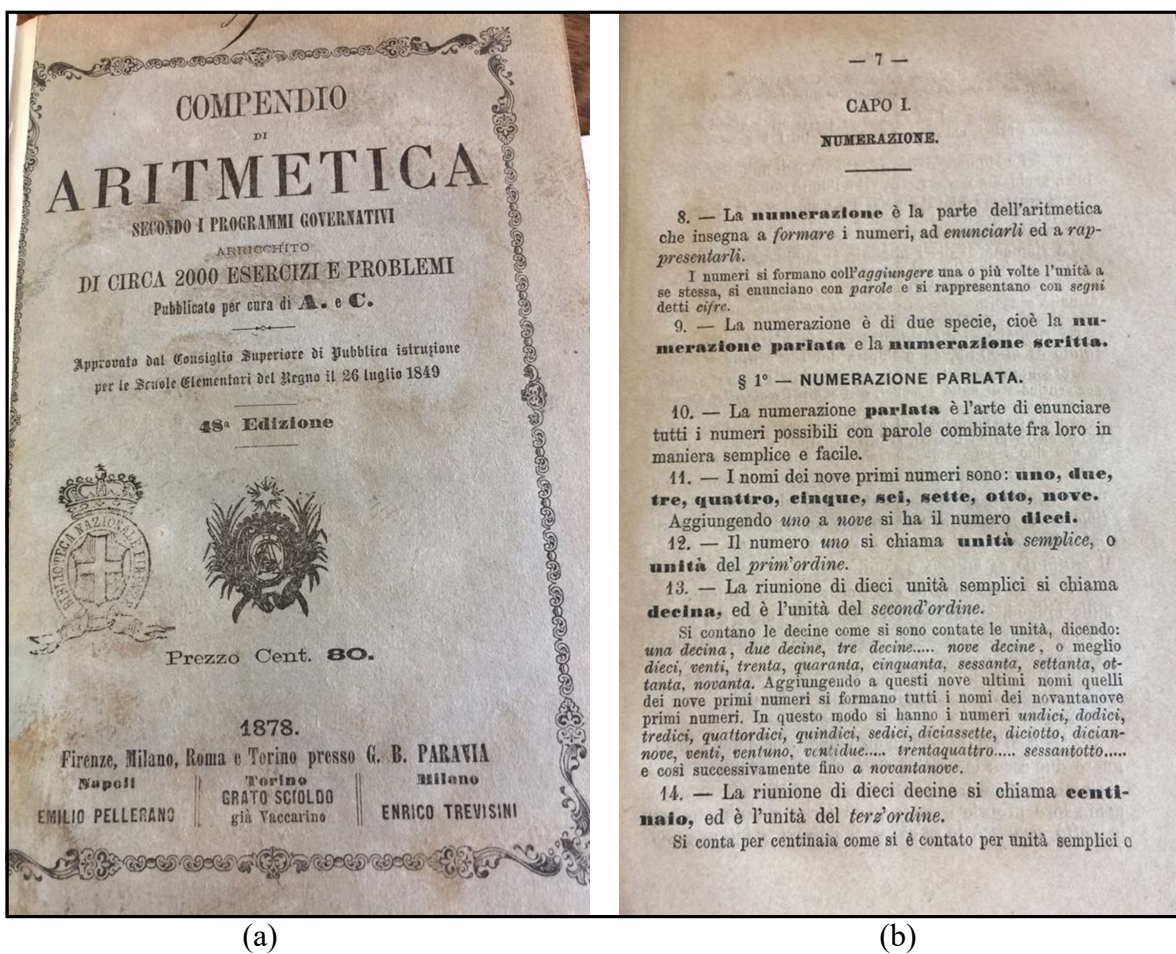 COMPENDIO
DI
ARITMETICA
SECONDO I PROGRAMMI GOVERNATIVI
ARRICCHITO
DI CIRCA 2000 ESERCIZI E PROBLEMI
Pubblicato per cura di A. e C.
Approvato dal Consiglio Superiore di Pubblica istruzione
per le Scuole Elementari del Regno il 26 luglio 1849
48ª Edizione
BIBLIOTECA NAZIONALE
Prezzo Cent. 80.
1878.
Firenze, Milano, Roma e Torino presso G. B. PARAVIA
Napoli
EMILIO PELLERANO
Torino
GRATO SCIOLDO
già Vaccarino
Milano
ENRICO TREVISINI
(a)
— 7 —
CAPO I.
NUMERAZIONE.
8. — La numerazione è la parte dell'aritmetica
che insegna a formare i numeri, ad enunciarli ed a rap-
presentarli.
I numeri si formano coll'aggiungere una o più volte l'unità a
se stessa, si enunciano con parole e si rappresentano con segni
detti cifre.
9. — La numerazione è di due specie, cioè la nu-
merazione parlata e la numerazione scritta.
§ 1° — NUMERAZIONE PARLATA.
10. — La numerazione parlata è l'arte di enunciare
tutti i numeri possibili con parole combinate fra loro in
maniera semplice e facile.
11. — I nomi dei nove primi numeri sono: uno, due,
tre, quattro, cinque, sei, sette, otto, nove.
Aggiungendo uno a nove si ha il numero dieci.
12. — Il numero uno si chiama unità semplice, o
unità del prim'ordine.
13. — La riunione di dieci unità semplici si chiama
decina, ed è l'unità del second'ordine.
Si contano le decine come si sono contate le unità, dicendo:
una decina, due decine, tre decine..... nove decine, o meglio
dieci, venti, trenta, quaranta, cinquanta, sessanta, settanta, ot-
tanta, novanta. Aggiungendo a questi nove ultimi nomi quelli
dei nove primi numeri si formano tutti i nomi dei novantanove
primi numeri. In questo modo si hanno i numeri undici, dodici,
tredici, quattordici, quindici, sedici, diciassette, diciotto, dician-
nove, venti, ventuno, ventidue..... trentaquattro..... sessantotto.....
e così successivamente fino a novantanove.
14. — La riunione di dieci decine si chiama centi-
naio, ed è l'unità del terz'ordine.
Si conta per centinaia come si è contato per unità semplici e
(b)